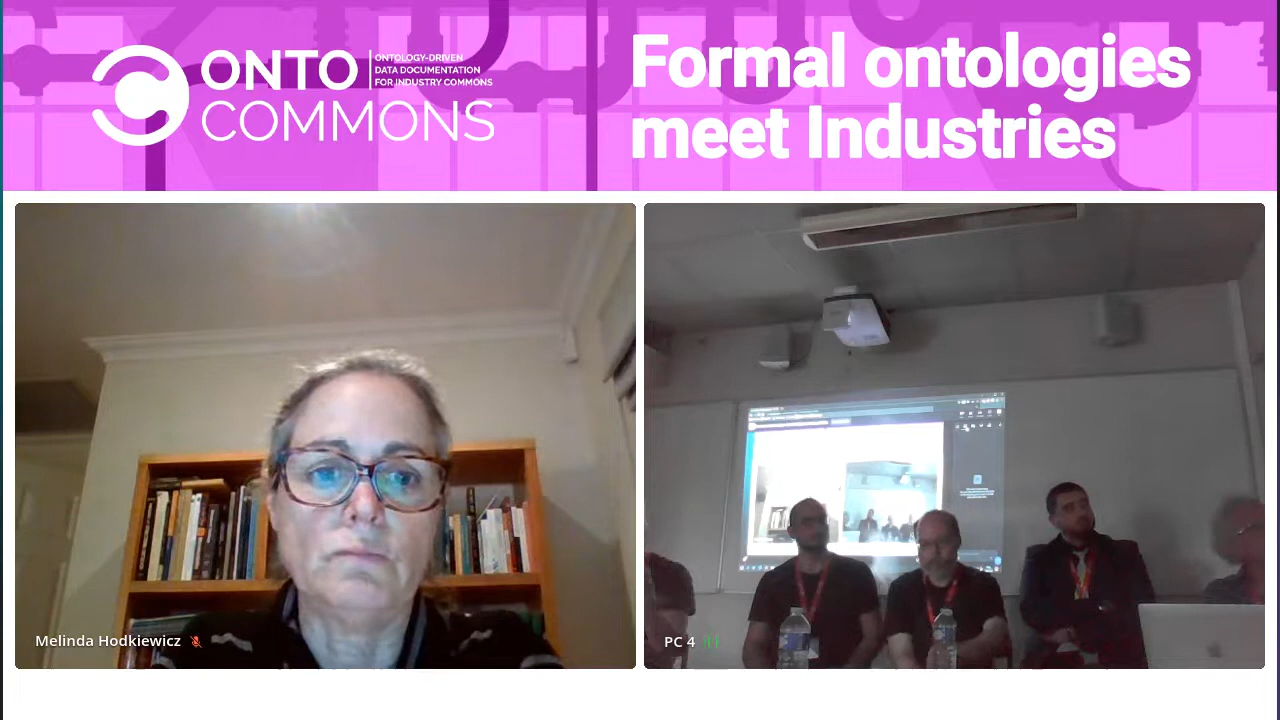 ONTO
COMMONS
ONTOLOGY-DRIVEN
DATA DOCUMENTATION
FOR INDUSTRY COMMONS
Formal ontologies
meet Industries
Melinda Hodkiewicz
PC 4